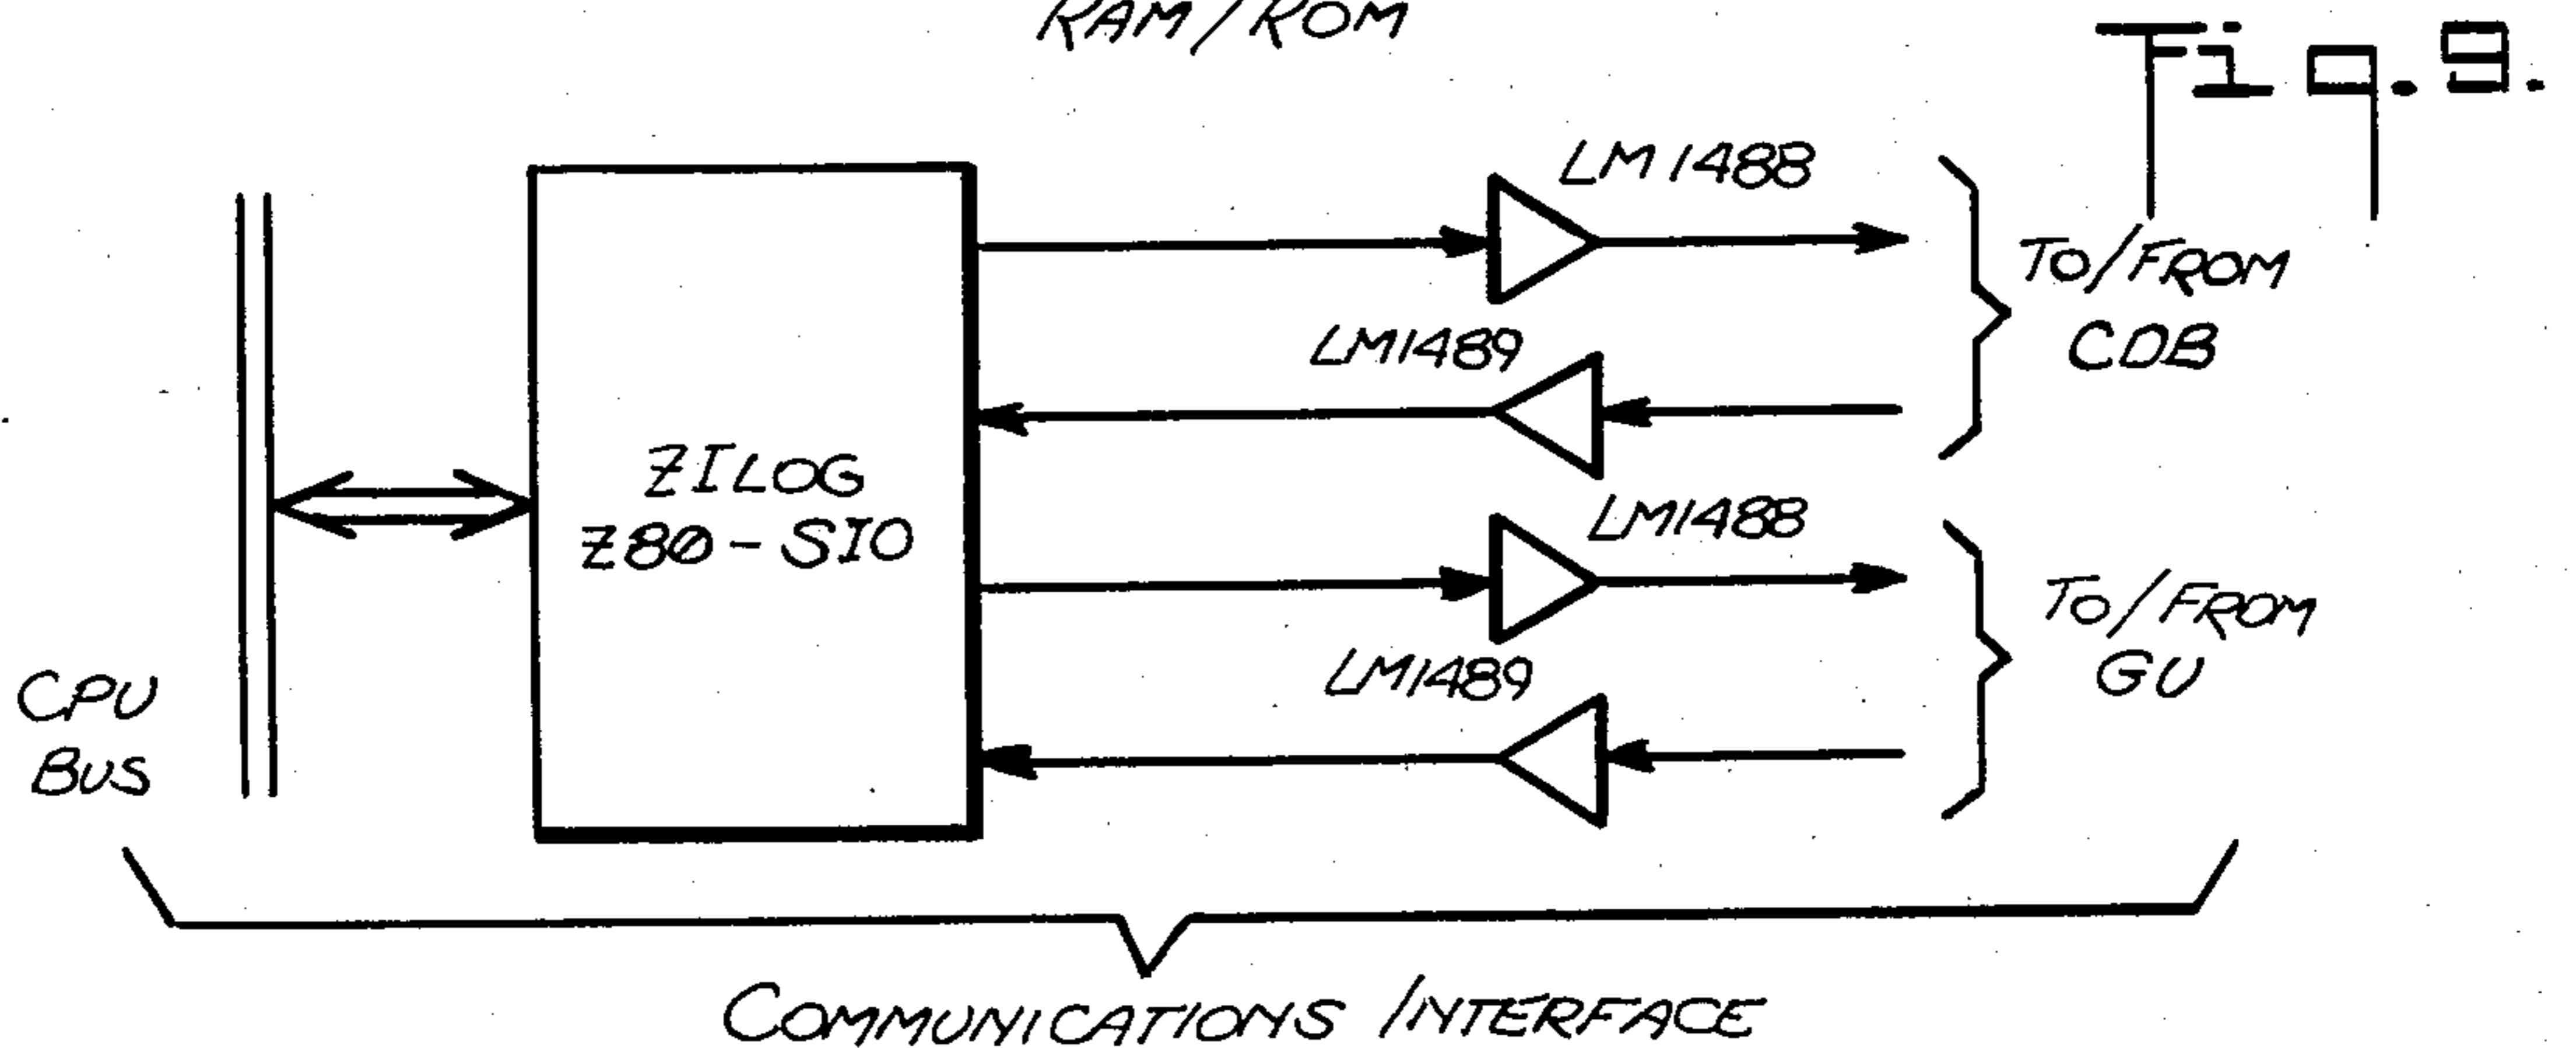 RAM/ROM
Fig. 9.
LM1488
TO/FROM
CDB
LM1489
ZILOG
Z80-SIO
LM1488
TO/FROM
GU
LM1489
CPU
BUS
COMMUNICATIONS INTERFACE